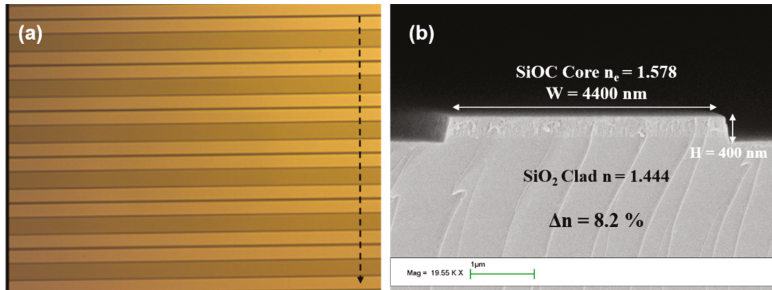 (a)
(b)
SiOC Core nₑ = 1.578
W = 4400 nm
H = 400 nm
SiO₂ Clad n = 1.444
Δn = 8.2 %
Mag = 19.55 K X
1µm